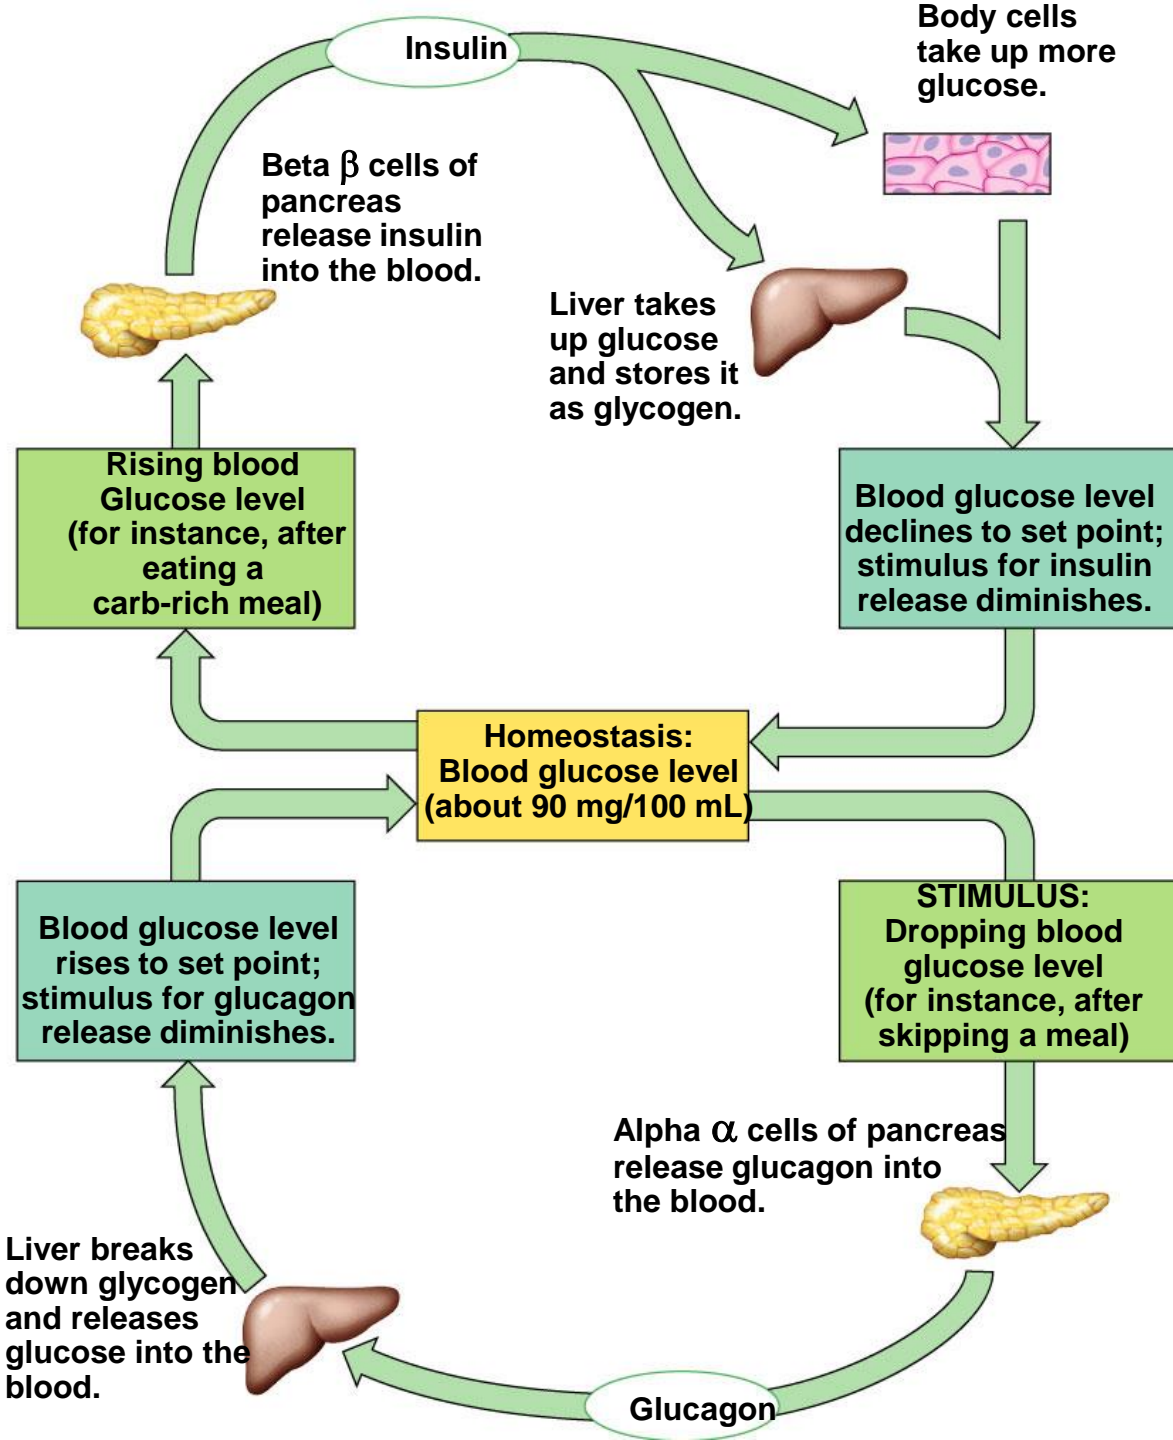 Insulin
Body cells
take up more
glucose.
Beta β cells of
pancreas
release insulin
into the blood.
Liver takes
up glucose
and stores it
as glycogen.
Rising blood
Glucose level
(for instance, after
eating a
carb-rich meal)
Blood glucose level
declines to set point;
stimulus for insulin
release diminishes.
Homeostasis:
Blood glucose level
(about 90 mg/100 mL)
Blood glucose level
rises to set point;
stimulus for glucagon
release diminishes.
STIMULUS:
Dropping blood
glucose level
(for instance, after
skipping a meal)
Alpha α cells of pancreas
release glucagon into
the blood.
Liver breaks
down glycogen
and releases
glucose into the
blood.
Glucagon